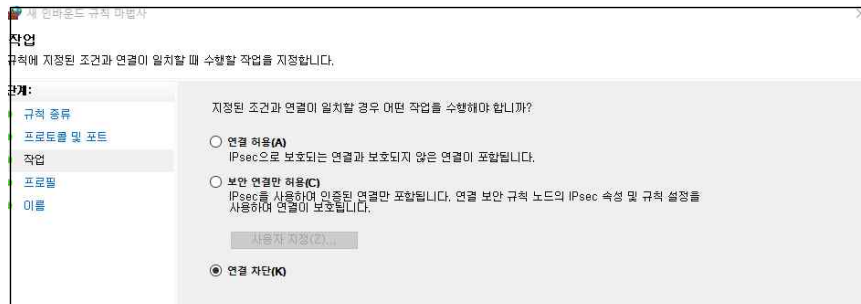 새 인바운드 규칙 마법사
작업
규칙에 지정된 조건과 연결이 일치할 때 수행할 작업을 지정합니다.
단계:
지정된 조건과 연결이 일치할 경우 어떤 작업을 수행해야 합니까?
규칙 종류
프로토콜 및 포트
작업
프로필
이름
연결 허용(A)
IPsec으로 보호되는 연결과 보호되지 않은 연결이 포함됩니다.
보안 연결만 허용(C)
IPsec을 사용하여 인증된 연결만 포함됩니다. 연결 보안 규칙 노드의 IPsec 속성 및 규칙 설정을
사용하여 연결이 보호됩니다.
사용자 지정(Z)...
연결 차단(K)